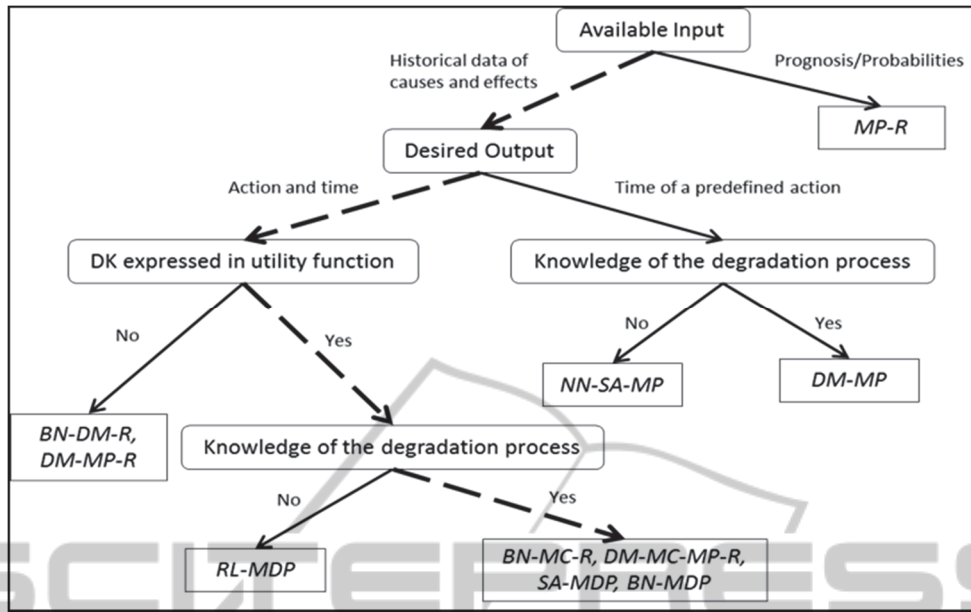 Available Input
Historical data of
causes and effects
Prognosis/Probabilities
MP-R
Desired Output
Action and time
Time of a predefined action
DK expressed in utility function
Knowledge of the degradation process
No
Yes
No
Yes
NN-SA-MP
DM-MP
BN-DM-R,
DM-MP-R
Knowledge of the degradation process
No
Yes
RL-MDP
BN-MC-R, DM-MC-MP-R,
SA-MDP, BN-MDP
SCITEPRESS